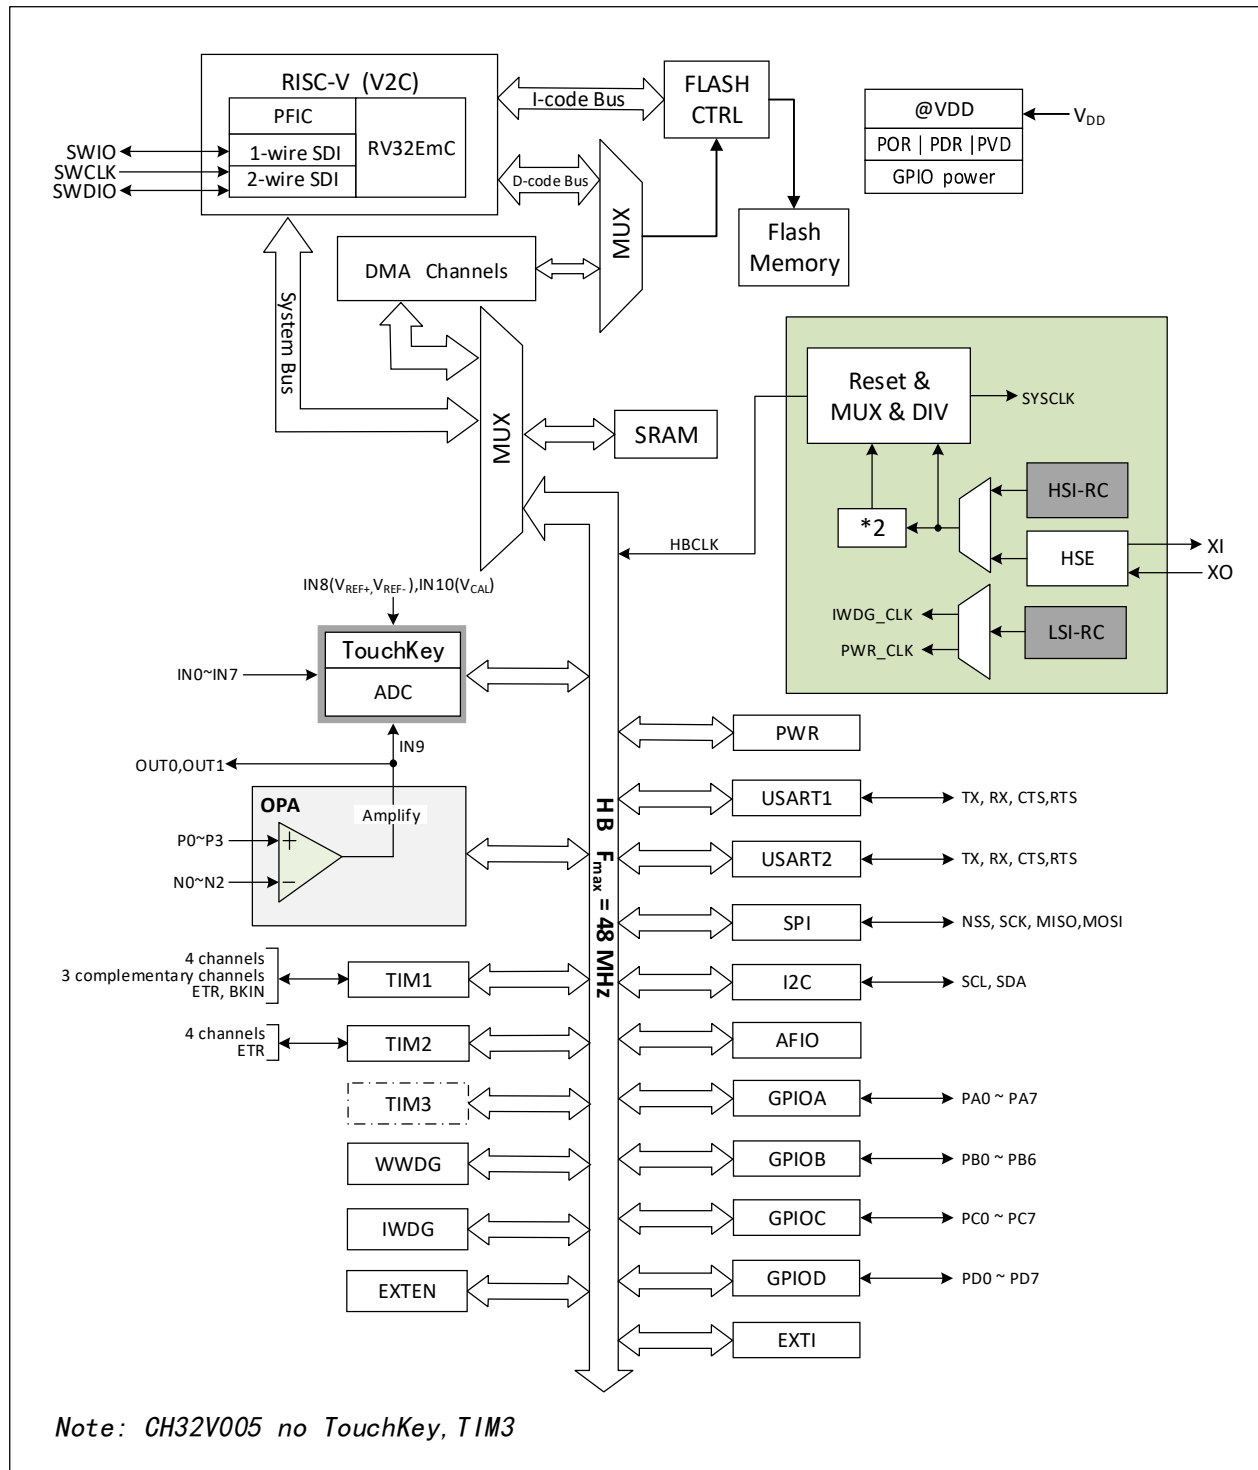 RISC-V (V2C)
PFIC
1-wire SDI
2-wire SDI
RV32EmC
SWIO
SWCLK
SWDIO
I-code Bus
D-code Bus
FLASH
CTRL
MUX
Flash
Memory
@VDD
POR | PDR |PVD
GPIO power
VDD
DMA Channels
System Bus
MUX
SRAM
Reset &
MUX & DIV
SYSCLK
*2
HSI-RC
HSE
XI
XO
HBCLK
IWDG_CLK
PWR_CLK
LSI-RC
IN8(VREF+,VREF-),IN10(VCAL)
TouchKey
ADC
IN0~IN7
IN9
OUT0,OUT1
OPA
Amplify
P0~P3
+
N0~N2
−
HB Fmax = 48 MHz
4 channels
3 complementary channels
ETR, BKIN
TIM1
4 channels
ETR
TIM2
TIM3
WWDG
IWDG
EXTEN
PWR
USART1
TX, RX, CTS,RTS
USART2
TX, RX, CTS,RTS
SPI
NSS, SCK, MISO,MOSI
I2C
SCL, SDA
AFIO
GPIOA
PA0 ~ PA7
GPIOB
PB0 ~ PB6
GPIOC
PC0 ~ PC7
GPIOD
PD0 ~ PD7
EXTI
Note: CH32V005 no TouchKey, TIM3